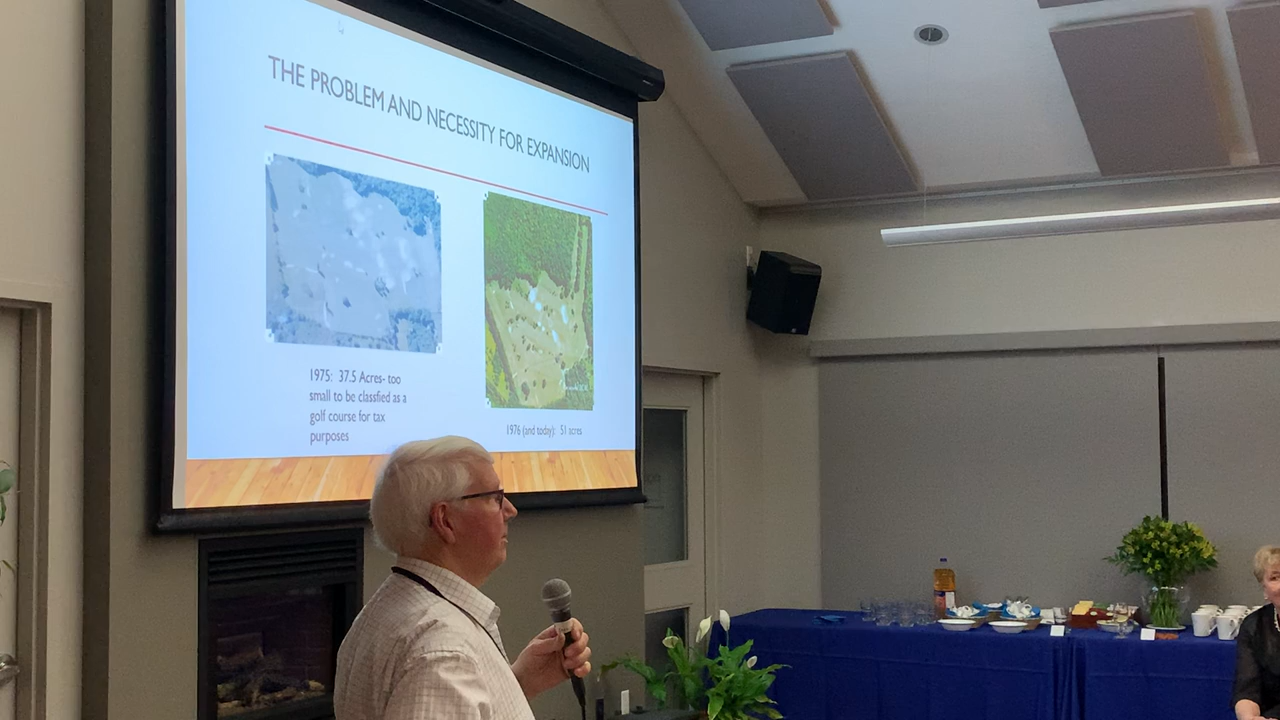 THE PROBLEM AND NECESSITY FOR EXPANSION
1975: 37.5 Acres- too
small to be classfied as a
golf course for tax
purposes
1976 (and today): 51 acres